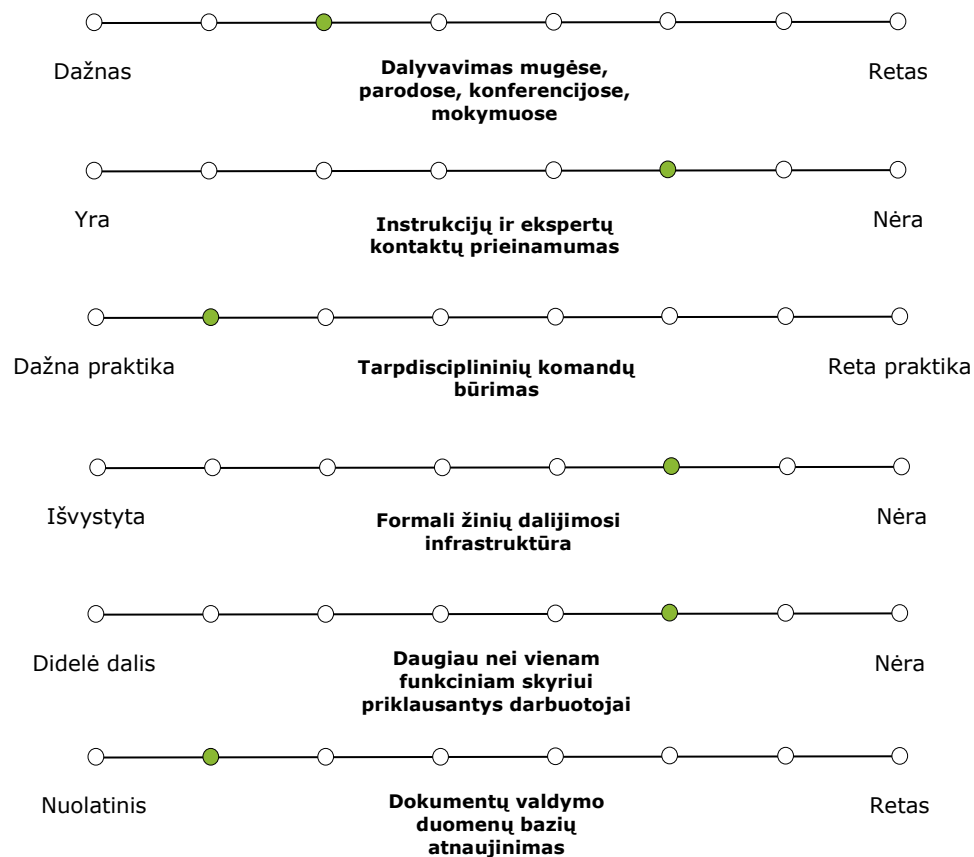 Dažnas
Dalyvavimas mugėse,
parodose, konferencijose,
mokymuose
Retas
Yra
Instrukcijų ir ekspertų
kontaktų prieinamumas
Nėra
Dažna praktika
Tarpdisciplininių komandų
būrimas
Reta praktika
Išvystyta
Formali žinių dalijimosi
infrastruktūra
Nėra
Didelė dalis
Daugiau nei vienam
funkciniam skyriui
priklausantys darbuotojai
Nėra
Nuolatinis
Dokumentų valdymo
duomenų bazių
atnaujinimas
Retas